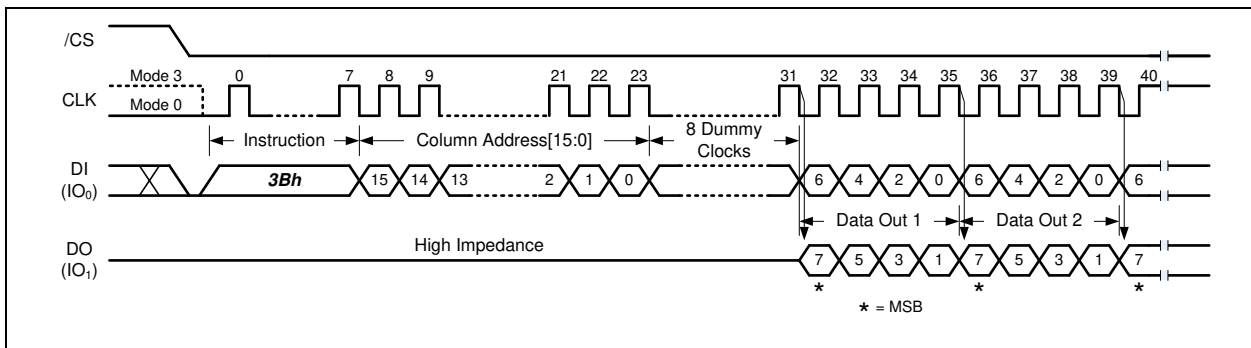 /CS
Mode 3 0 7 8 9 21 22 23 31 32 33 34 35 36 37 38 39 40
CLK Mode 0
Instruction Column Address[15:0] 8 Dummy Clocks
DI (IO0) 3Bh 15 14 13 2 1 0 6 4 2 0 6 4 2 0 6
Data Out 1 Data Out 2
DO (IO1) High Impedance 7 5 3 1 7 5 3 1 7
* * *
* = MSB